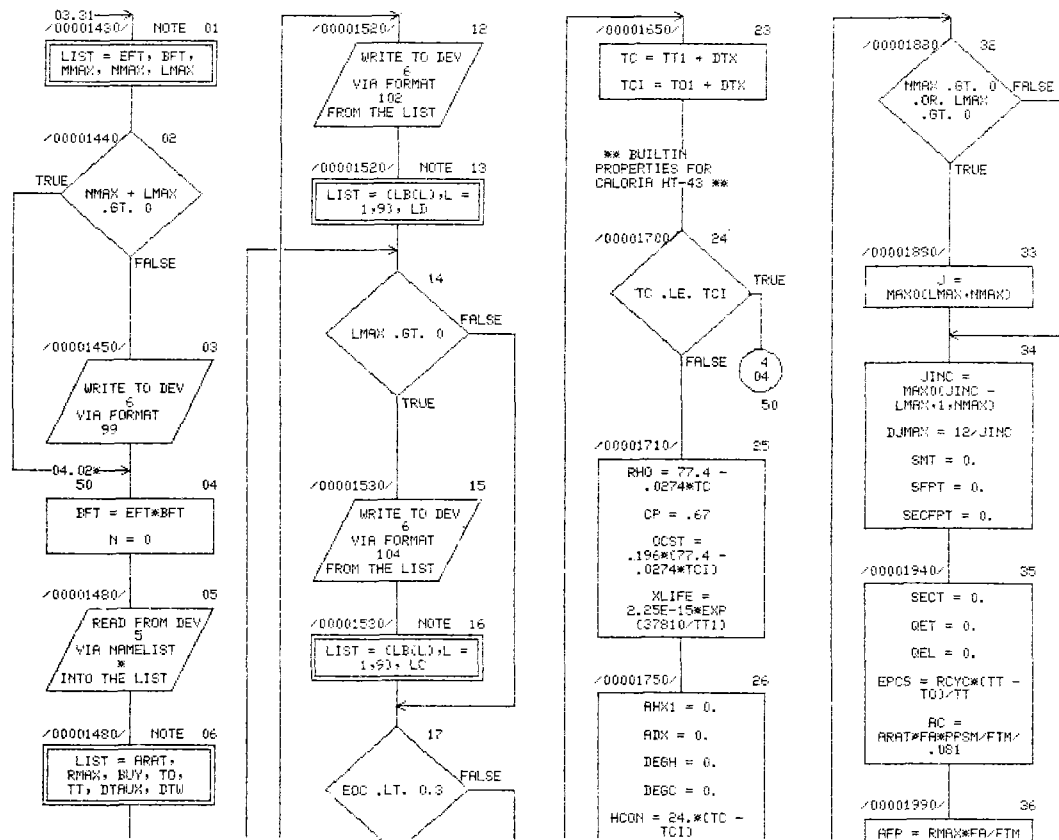 03.31
/00001430/ NOTE 01
LIST = EFT, BFT,
MMAX, NMAX, LMAX
/00001440/ 02
TRUE
NMAX + LMAX
.GT. 0
FALSE
/00001450/ 03
WRITE TO DEV
6
VIA FORMAT
99
04.02*
50 04
BFT = EFT*BFT
N = 0
/00001480/ 05
READ FROM DEV
5
VIA NAMELIST
*
INTO THE LIST
/00001480/ NOTE 06
LIST = ARAT,
RMAX, BUY, TO,
TT, DTAUX, DTW
/00001520/ 12
WRITE TO DEV
6
VIA FORMAT
102
FROM THE LIST
/00001520/ NOTE 13
LIST = (LB(L),L =
1,9), LD
14
LMAX .GT. 0
FALSE
TRUE
/00001530/ 15
WRITE TO DEV
6
VIA FORMAT
104
FROM THE LIST
/00001530/ NOTE 16
LIST = (LB(L),L =
1,9), LC
17
EOC .LT. 0.3
FALSE
/00001650/ 23
TC = TT1 + DTX
TCI = TO1 + DTX
** BUILTIN
PROPERTIES FOR
CALORIA HT-43 **
/00001700/ 24
TC .LE. TCI
TRUE
FALSE
4
04
50
/00001710/ 25
RHO = 77.4 -
.0274*TC
CP = .67
QCST =
.196*(77.4 -
.0274*TCI)
XLIFE =
2.25E-15*EXP
(37810/TT1)
/00001750/ 26
AHX1 = 0.
ADX = 0.
DEGH = 0.
DEGC = 0.
HCON = 24.*(TC -
TCI)
/00001820/ 32
NMAX .GT. 0
.OR. LMAX
.GT. 0
FALSE
TRUE
/00001890/ 33
J =
MAX0(LMAX,NMAX)
34
JINC =
MAX0(JINC -
LMAX,1,NMAX)
DJMAX = 12/JINC
SMT = 0.
SFPT = 0.
SECFPT = 0.
/00001940/ 35
SECT = 0.
QET = 0.
QEL = 0.
EPCS = RCYC*(TT -
TO)/TT
AC =
ARAT*FA*PPSM/FTM/
.081
/00001990/ 36
AFP = RMAX*FA/FTM